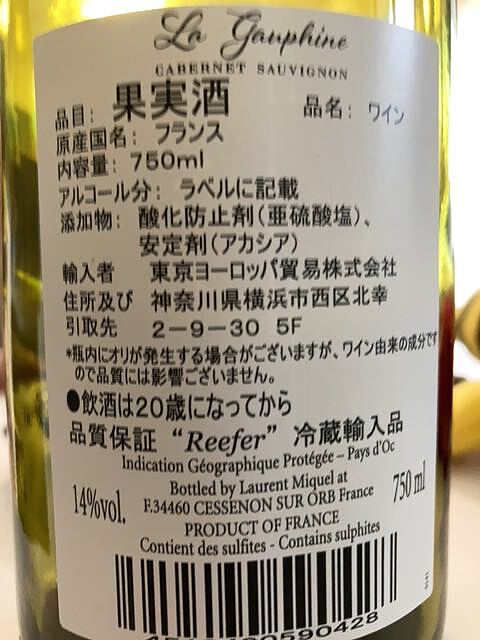 La Gauphine
CABERNET SAUVIGNON
品目: 果実酒 品名: ワイン
原産国名: フランス
内容量: 750ml
アルコール分: ラベルに記載
添加物: 酸化防止剤(亜硫酸塩)、
安定剤(アカシア)
輸入者 東京ヨーロッパ貿易株式会社
住所及び 神奈川県横浜市西区北幸
引取先 2-9-30 5F
*瓶内にオリが発生する場合がございますが、ワイン由来の成分です
ので品質には影響ございません。
●飲酒は20歳になってから
品質保証 "Reefer" 冷蔵輸入品
Indication Géographique Protégée – Pays d'Oc
Bottled by Laurent Miquel at
F.34460 CESSENON SUR ORB France
14%vol. 750 ml
PRODUCT OF FRANCE
Contient des sulfites - Contains sulphites